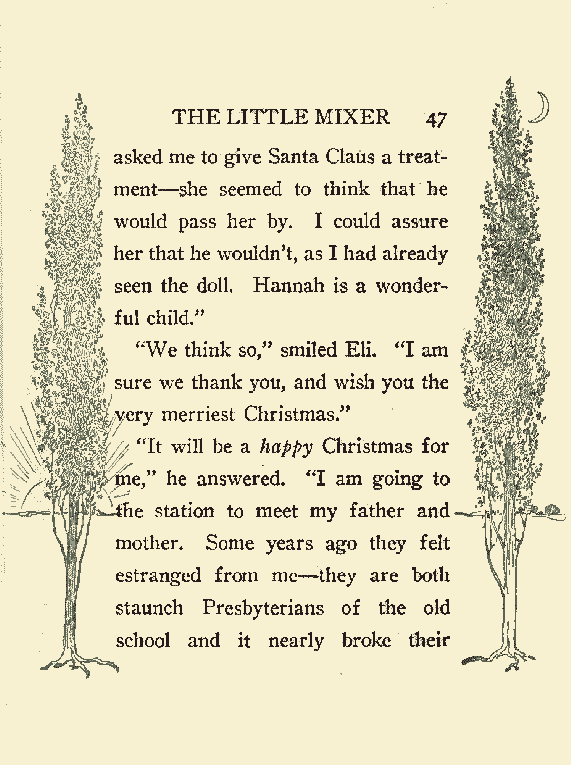 THE LITTLE MIXER 47
asked me to give Santa Claus a treat-
ment—she seemed to think that he
would pass her by. I could assure
her that he wouldn't, as I had already
seen the doll. Hannah is a wonder-
ful child."
"We think so," smiled Eli. "I am
sure we thank you, and wish you the
very merriest Christmas."
"It will be a happy Christmas for
me," he answered. "I am going to
the station to meet my father and
mother. Some years ago they felt
estranged from me—they are both
staunch Presbyterians of the old
school and it nearly broke their